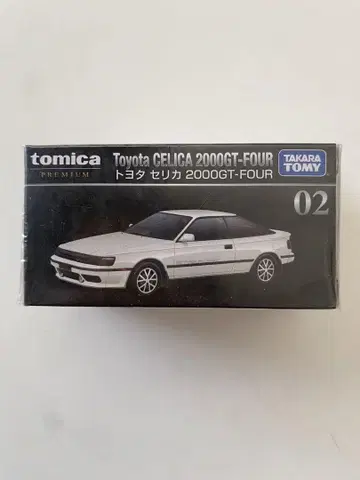 tomica
PREMIUM
Toyota CELICA 2000GT-FOUR
トヨタ セリカ 2000GT-FOUR
TAKARA
TOMY
02